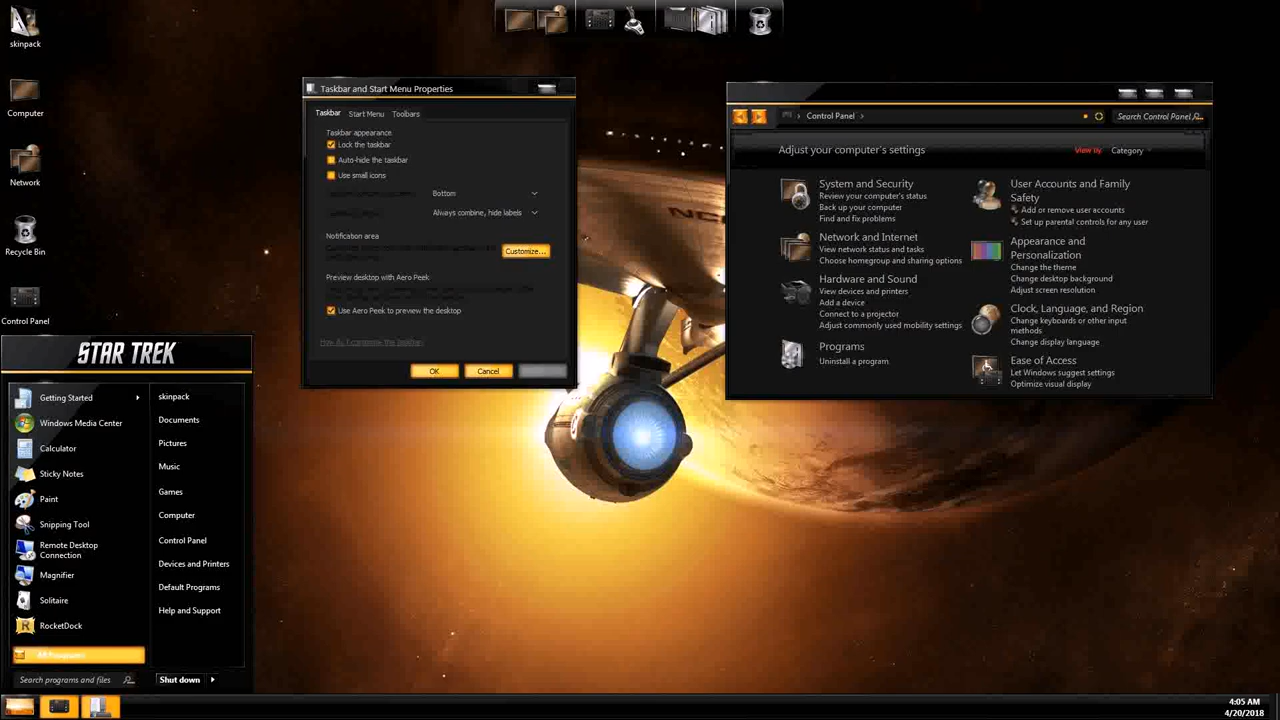 skinpack
Computer
Network
Recycle Bin
Control Panel
STAR TREK
Getting Started
Windows Media Center
Calculator
Sticky Notes
Paint
Snipping Tool
Remote Desktop
Connection
Magnifier
Solitaire
RocketDock
Search programs and files
skinpack
Documents
Pictures
Music
Games
Computer
Control Panel
Devices and Printers
Default Programs
Help and Support
Shut down
Taskbar and Start Menu Properties
Taskbar Start Menu Toolbars
Taskbar appearance
Lock the taskbar
Auto-hide the taskbar
Use small icons
Bottom
Always combine, hide labels
Notification area
Customize...
Preview desktop with Aero Peek
Use Aero Peek to preview the desktop
OK Cancel
NC
Control Panel
Search Control Panel
Adjust your computer's settings
View by Category
System and Security
Review your computer's status
Back up your computer
Find and fix problems
Network and Internet
View network status and tasks
Choose homegroup and sharing options
Hardware and Sound
View devices and printers
Add a device
Connect to a projector
Adjust commonly used mobility settings
Programs
Uninstall a program
User Accounts and Family
Safety
Add or remove user accounts
Set up parental controls for any user
Appearance and
Personalization
Change the theme
Change desktop background
Adjust screen resolution
Clock, Language, and Region
Change keyboards or other input
methods
Change display language
Ease of Access
Let Windows suggest settings
Optimize visual display
4:05 AM
4/20/2018